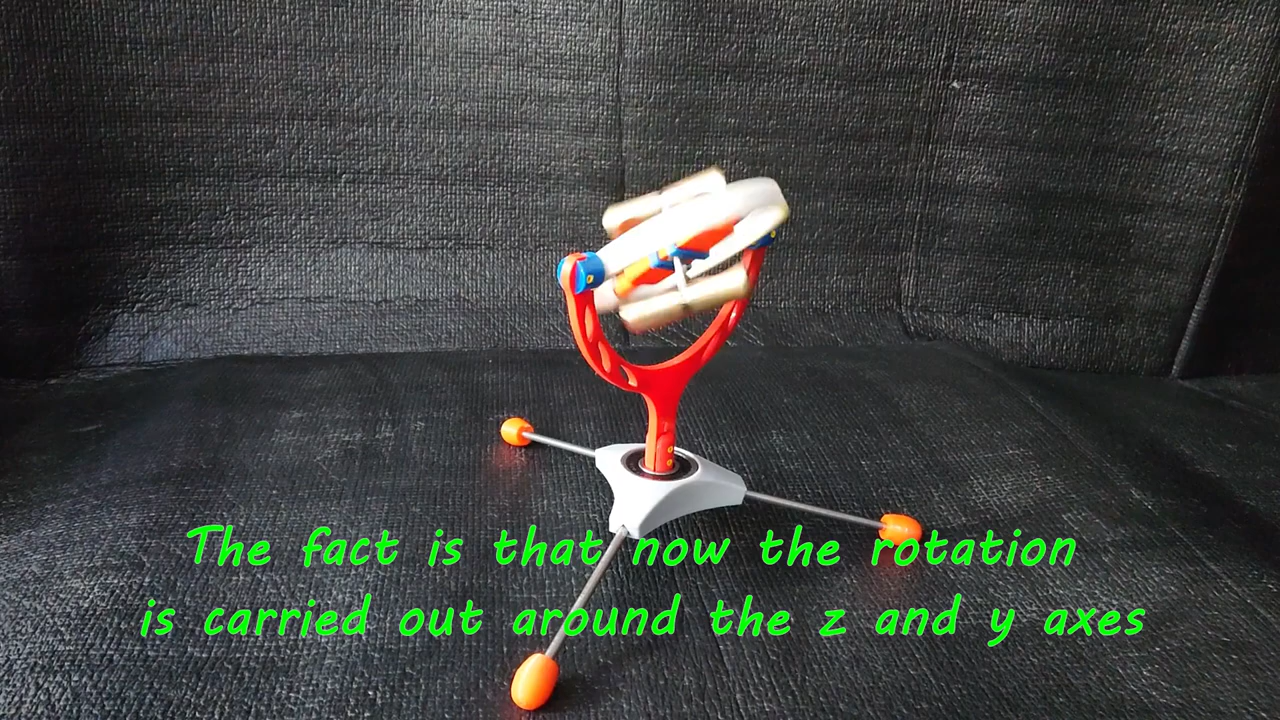 The fact is that now the rotation
is carried out around the z and y axes